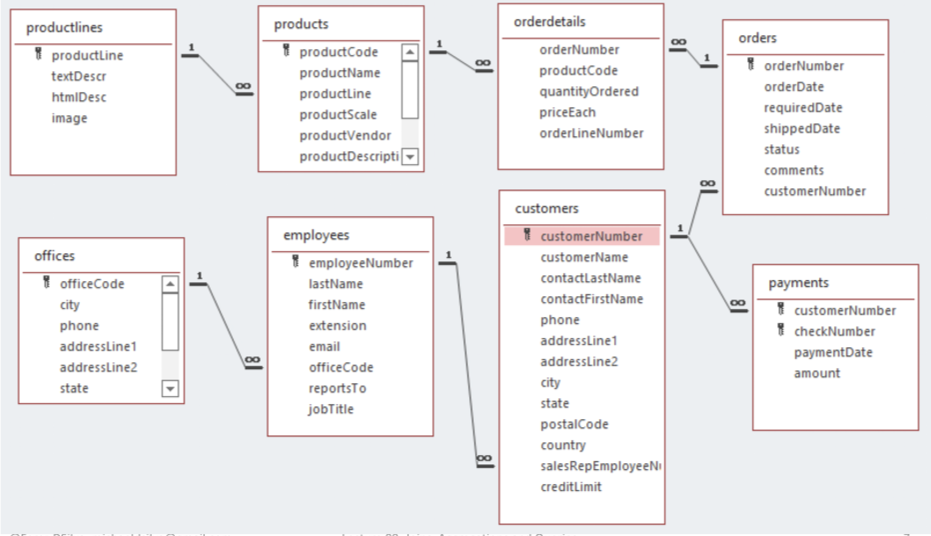 productlines
productLine
textDescr
htmlDesc
image
products
productCode
productName
productLine
productScale
productVendor
productDescripti
orderdetails
orderNumber
productCode
quantityOrdered
priceEach
orderLineNumber
orders
orderNumber
orderDate
requiredDate
shippedDate
status
comments
customerNumber
1
∞
1
∞
∞
1
offices
officeCode
city
phone
addressLine1
addressLine2
state
employees
employeeNumber
lastName
firstName
extension
email
officeCode
reportsTo
jobTitle
customers
customerNumber
customerName
contactLastName
contactFirstName
phone
addressLine1
addressLine2
city
state
postalCode
country
salesRepEmployeeNu
creditLimit
payments
customerNumber
checkNumber
paymentDate
amount
1
∞
1
∞
∞
1
∞